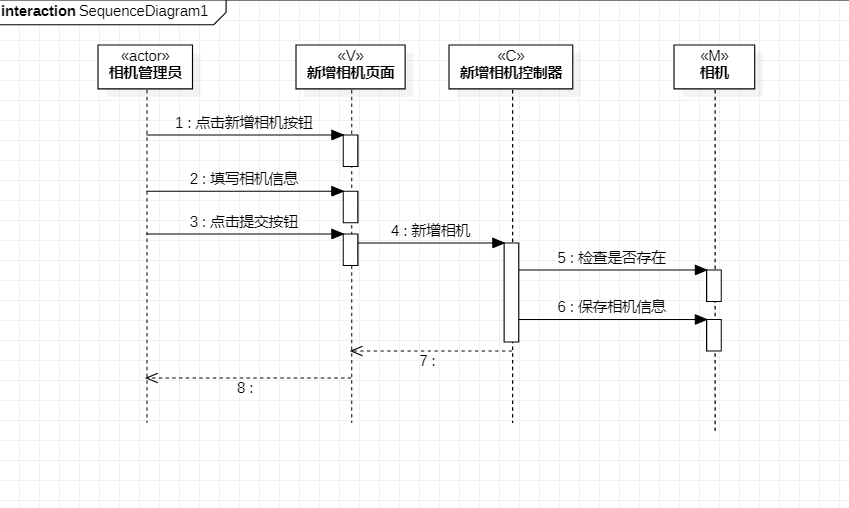 interaction SequenceDiagram1
«actor»
相机管理员
«V»
新增相机页面
«C»
新增相机控制器
«M»
相机
1 : 点击新增相机按钮
2 : 填写相机信息
3 : 点击提交按钮
4 : 新增相机
5 : 检查是否存在
6 : 保存相机信息
7 :
8 :